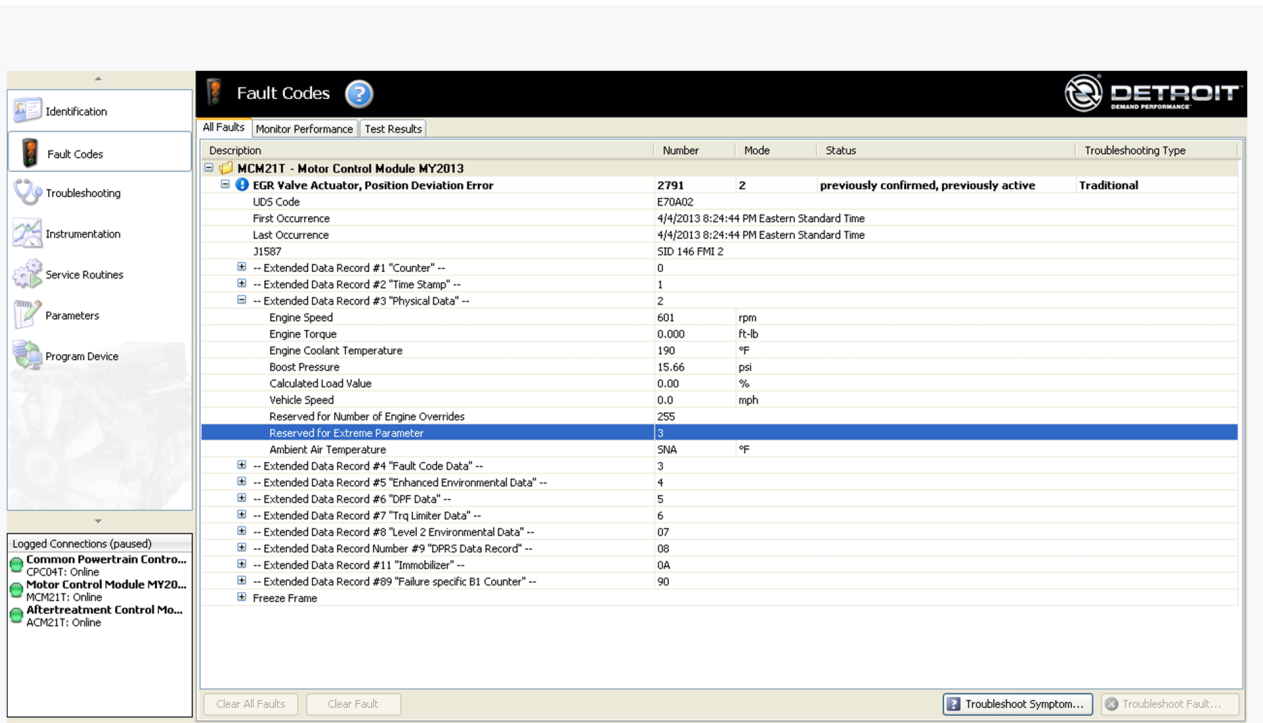 Fault Codes ?
DETROIT
DEMAND PERFORMANCE
Identification
Fault Codes
Troubleshooting
Instrumentation
Service Routines
Parameters
Program Device
All Faults Monitor Performance Test Results
Description Number Mode Status Troubleshooting Type
MCM21T - Motor Control Module MY2013
EGR Valve Actuator, Position Deviation Error 2791 2 previously confirmed, previously active Traditional
UDS Code E70A02
First Occurrence 4/4/2013 8:24:44 PM Eastern Standard Time
Last Occurrence 4/4/2013 8:24:44 PM Eastern Standard Time
J1587 SID 146 FMI 2
-- Extended Data Record #1 "Counter" -- 0
-- Extended Data Record #2 "Time Stamp" -- 1
-- Extended Data Record #3 "Physical Data" -- 2
Engine Speed 601 rpm
Engine Torque 0.000 ft-lb
Engine Coolant Temperature 190 °F
Boost Pressure 15.66 psi
Calculated Load Value 0.00 %
Vehicle Speed 0.0 mph
Reserved for Number of Engine Overrides 255
Reserved for Extreme Parameter 3
Ambient Air Temperature SNA °F
-- Extended Data Record #4 "Fault Code Data" -- 3
-- Extended Data Record #5 "Enhanced Environmental Data" -- 4
-- Extended Data Record #6 "DPF Data" -- 5
-- Extended Data Record #7 "Trq Limiter Data" -- 6
-- Extended Data Record #8 "Level 2 Environmental Data" -- 07
-- Extended Data Record Number #9 "DPRS Data Record" -- 08
-- Extended Data Record #11 "Immobilizer" -- 0A
-- Extended Data Record #89 "Failure specific B1 Counter" -- 90
Freeze Frame
Logged Connections (paused)
Common Powertrain Contro...
CPC04T: Online
Motor Control Module MY20...
MCM21T: Online
Aftertreatment Control Mo...
ACM21T: Online
Clear All Faults Clear Fault ? Troubleshoot Symptom... Troubleshoot Fault...